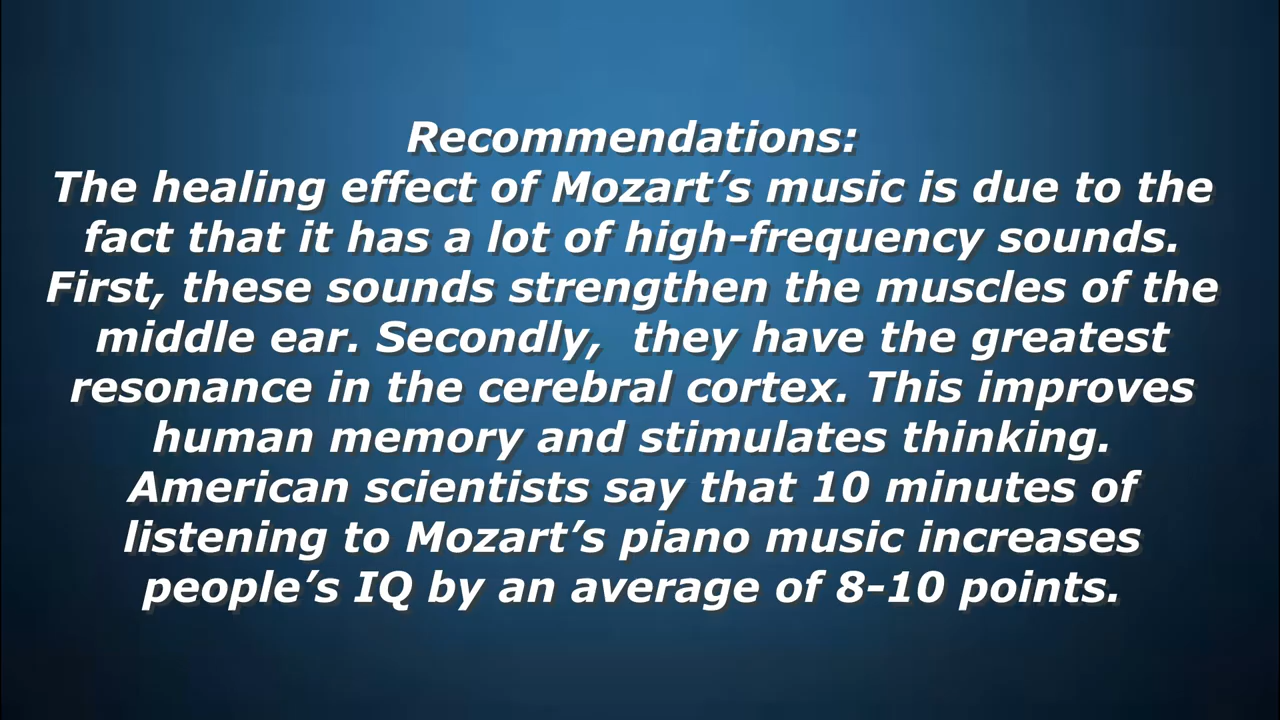 Recommendations:
The healing effect of Mozart’s music is due to the
fact that it has a lot of high-frequency sounds.
First, these sounds strengthen the muscles of the
middle ear. Secondly,  they have the greatest
resonance in the cerebral cortex. This improves
human memory and stimulates thinking.
American scientists say that 10 minutes of
listening to Mozart’s piano music increases
people’s IQ by an average of 8-10 points.